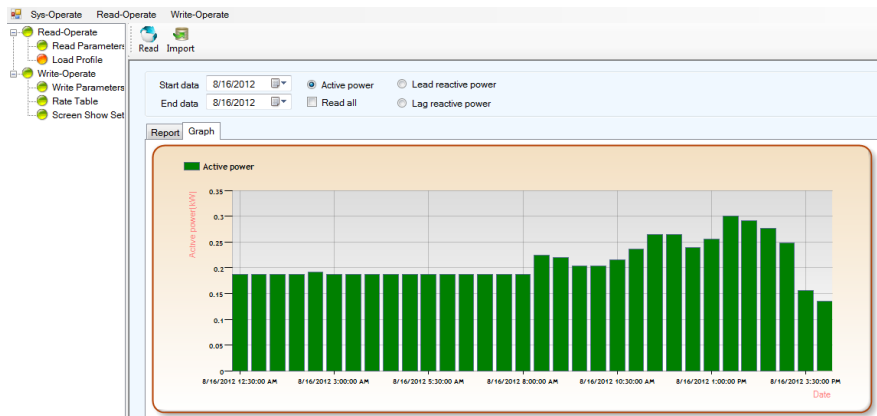 Sys-Operate Read-Operate Write-Operate
Read-Operate
Read Parameters
Load Profile
Write-Operate
Write Parameters
Rate Table
Screen Show Set
Read Import
Start data 8/16/2012 Active power Lead reactive power
End data 8/16/2012 Read all Lag reactive power
Report Graph
Active power
Active power(kW)
0.35
0.3
0.25
0.2
0.15
0.1
0.05
0
8/16/2012 12:30:00 AM 8/16/2012 3:00:00 AM 8/16/2012 5:30:00 AM 8/16/2012 8:00:00 AM 8/16/2012 10:30:00 AM 8/16/2012 1:00:00 PM 8/16/2012 3:30:00 PM
Date